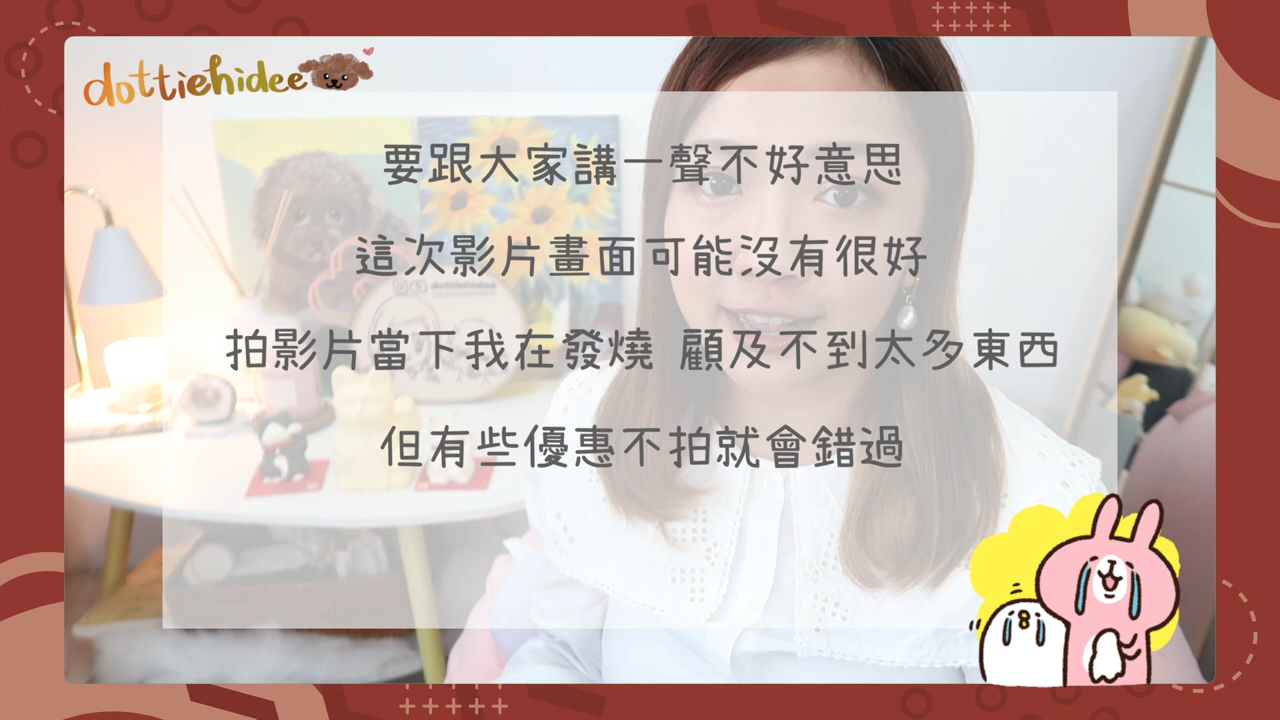 dottiehidee
要跟大家講一聲不好意思
這次影片畫面可能沒有很好
dottiehidee
拍影片當下我在發燒 顧及不到太多東西
但有些優惠不拍就會錯過